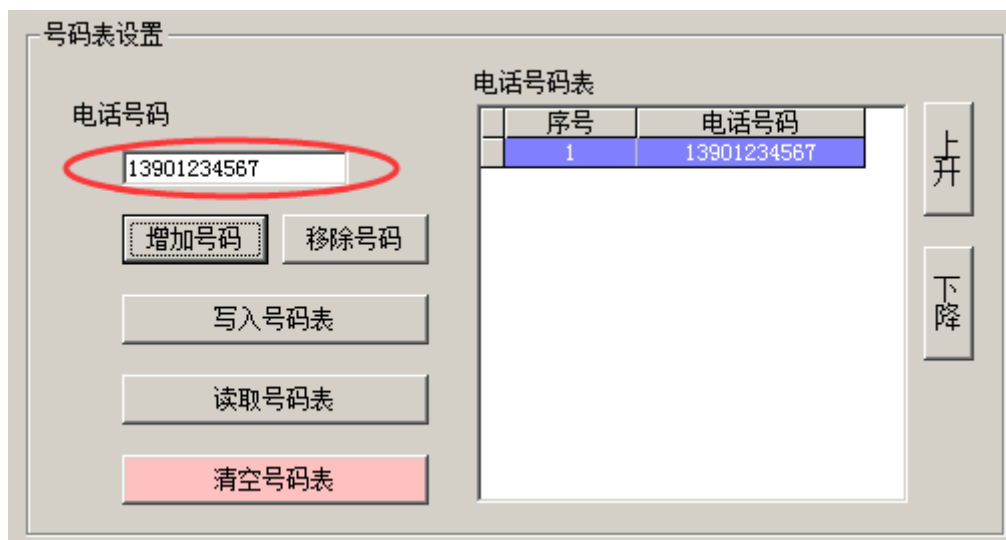 号码表设置
电话号码
13901234567
增加号码 移除号码
写入号码表
读取号码表
清空号码表
电话号码表
序号 电话号码
1 13901234567
上升
下降